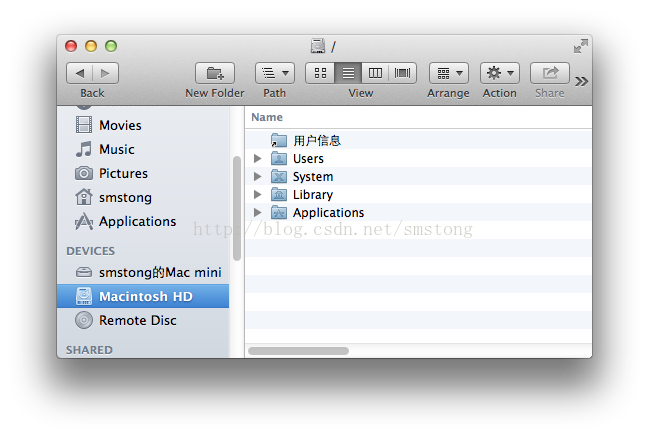 /
Back
New Folder
Path
View
Arrange
Action
Share
Movies
Music
Pictures
smstong
Applications
DEVICES
smstong的Mac mini
Macintosh HD
Remote Disc
SHARED
Name
用户信息
Users
System
Library
Applications
http://blog.csdn.net/smstong